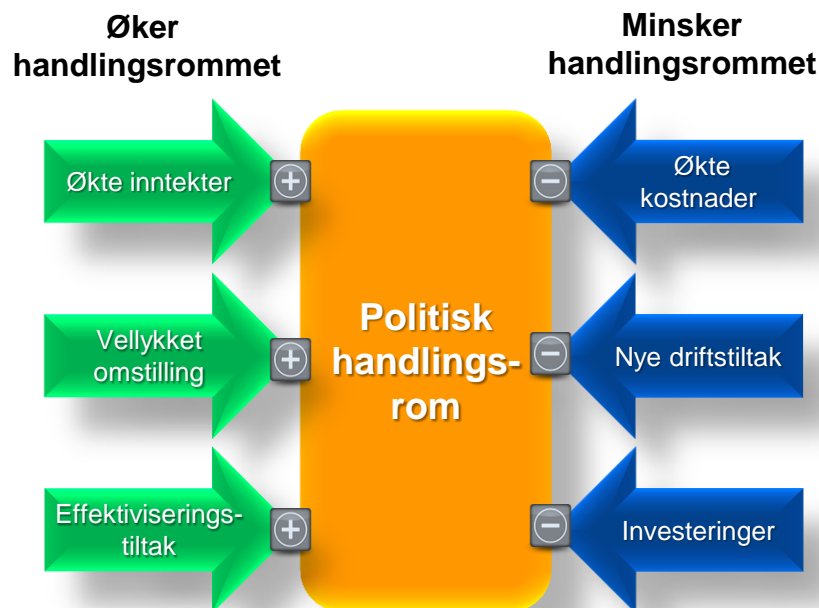 Øker
handlingsrommet
Minsker
handlingsrommet
Økte inntekter
Vellykket
omstilling
Effektiviserings-
tiltak
Politisk
handlings-
rom
Økte
kostnader
Nye driftstiltak
Investeringer